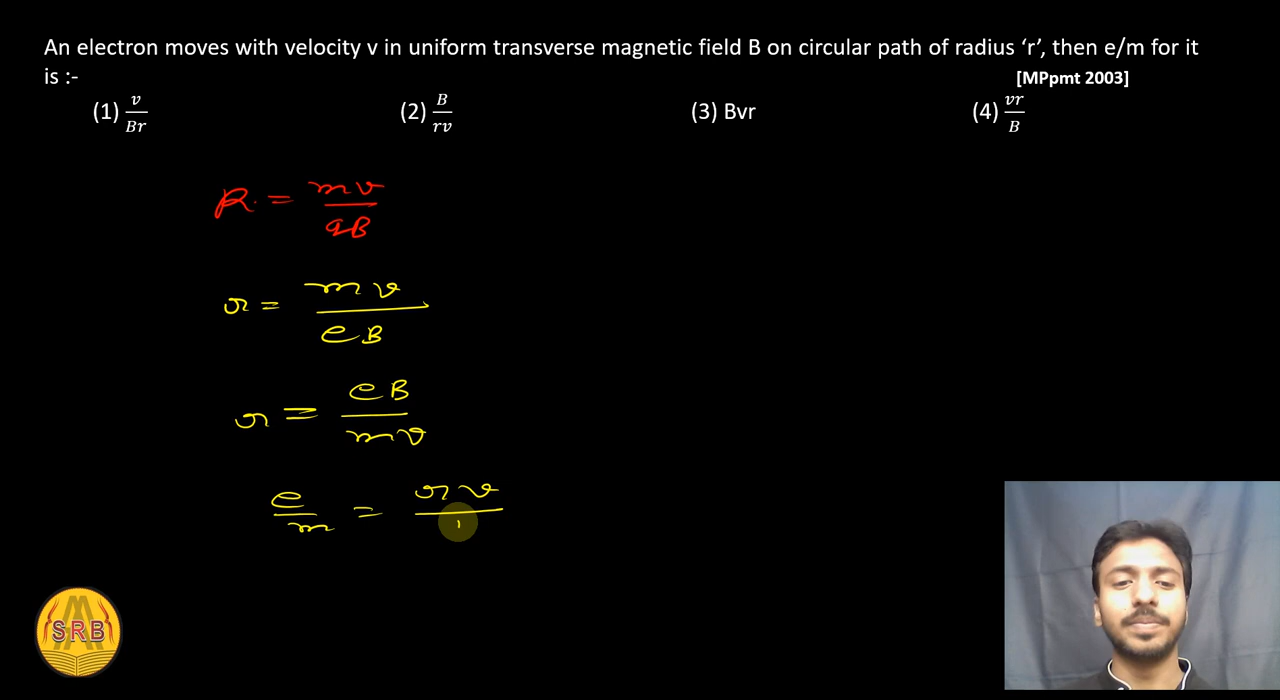 An electron moves with velocity v in uniform transverse magnetic field B on circular path of radius ‘r’, then e/m for it
is :- [MPpmt 2003]
(1) v/Br (2) B/rv (3) Bvr (4) vr/B
R = mv/qB
r = mv/eB
r = eB/mv
e/m = rv/
SRB